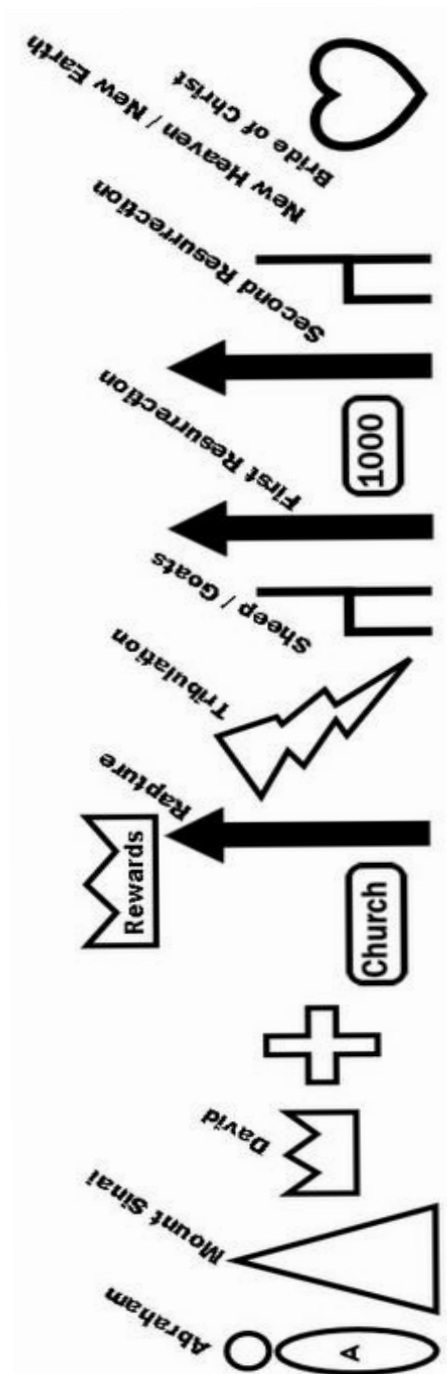 A
Abraham
Mount Sinai
David
Church
Rewards
Rapture
Tribulation
Sheep / Goats
First Resurrection
1000
Second Resurrection
New Heaven / New Earth
Bride of Christ